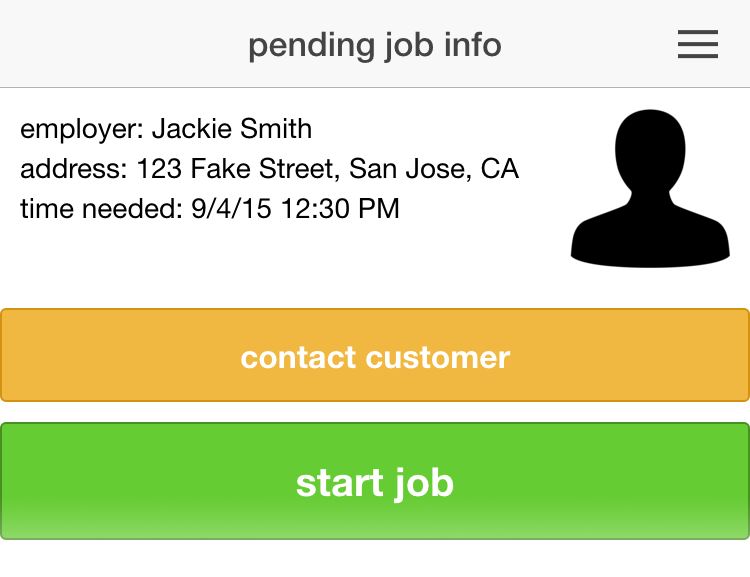 pending job info
employer: Jackie Smith
address: 123 Fake Street, San Jose, CA
time needed: 9/4/15 12:30 PM
contact customer
start job